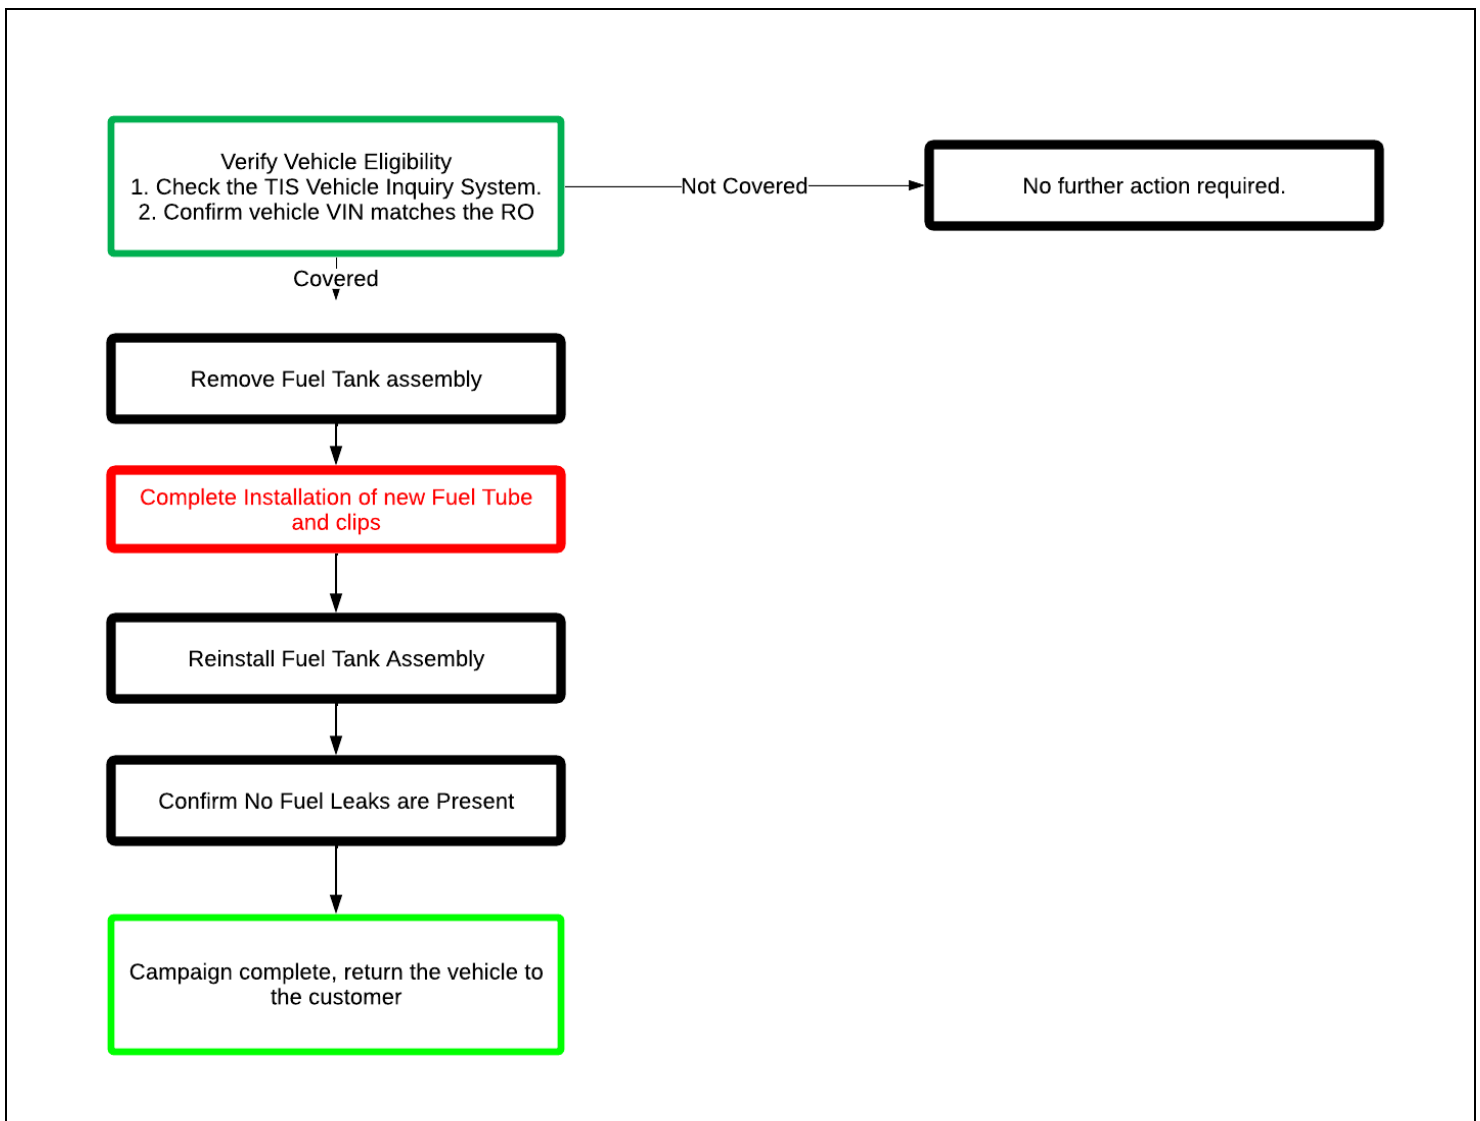 Verify Vehicle Eligibility
1. Check the TIS Vehicle Inquiry System.
2. Confirm vehicle VIN matches the RO
Not Covered
No further action required.
Covered
Remove Fuel Tank assembly
Complete Installation of new Fuel Tube
and clips
Reinstall Fuel Tank Assembly
Confirm No Fuel Leaks are Present
Campaign complete, return the vehicle to
the customer